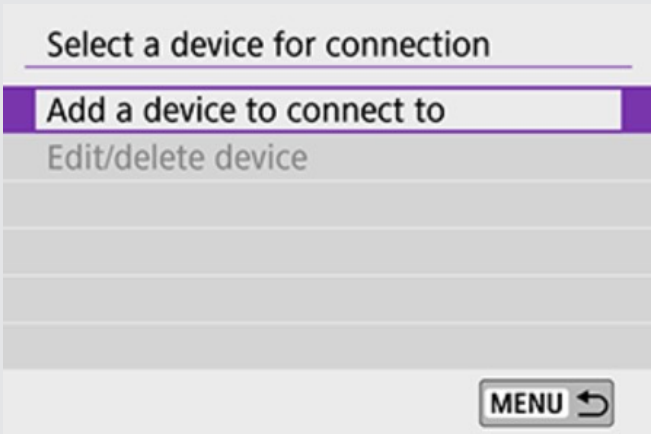 Select a device for connection
Add a device to connect to
Edit/delete device
MENU